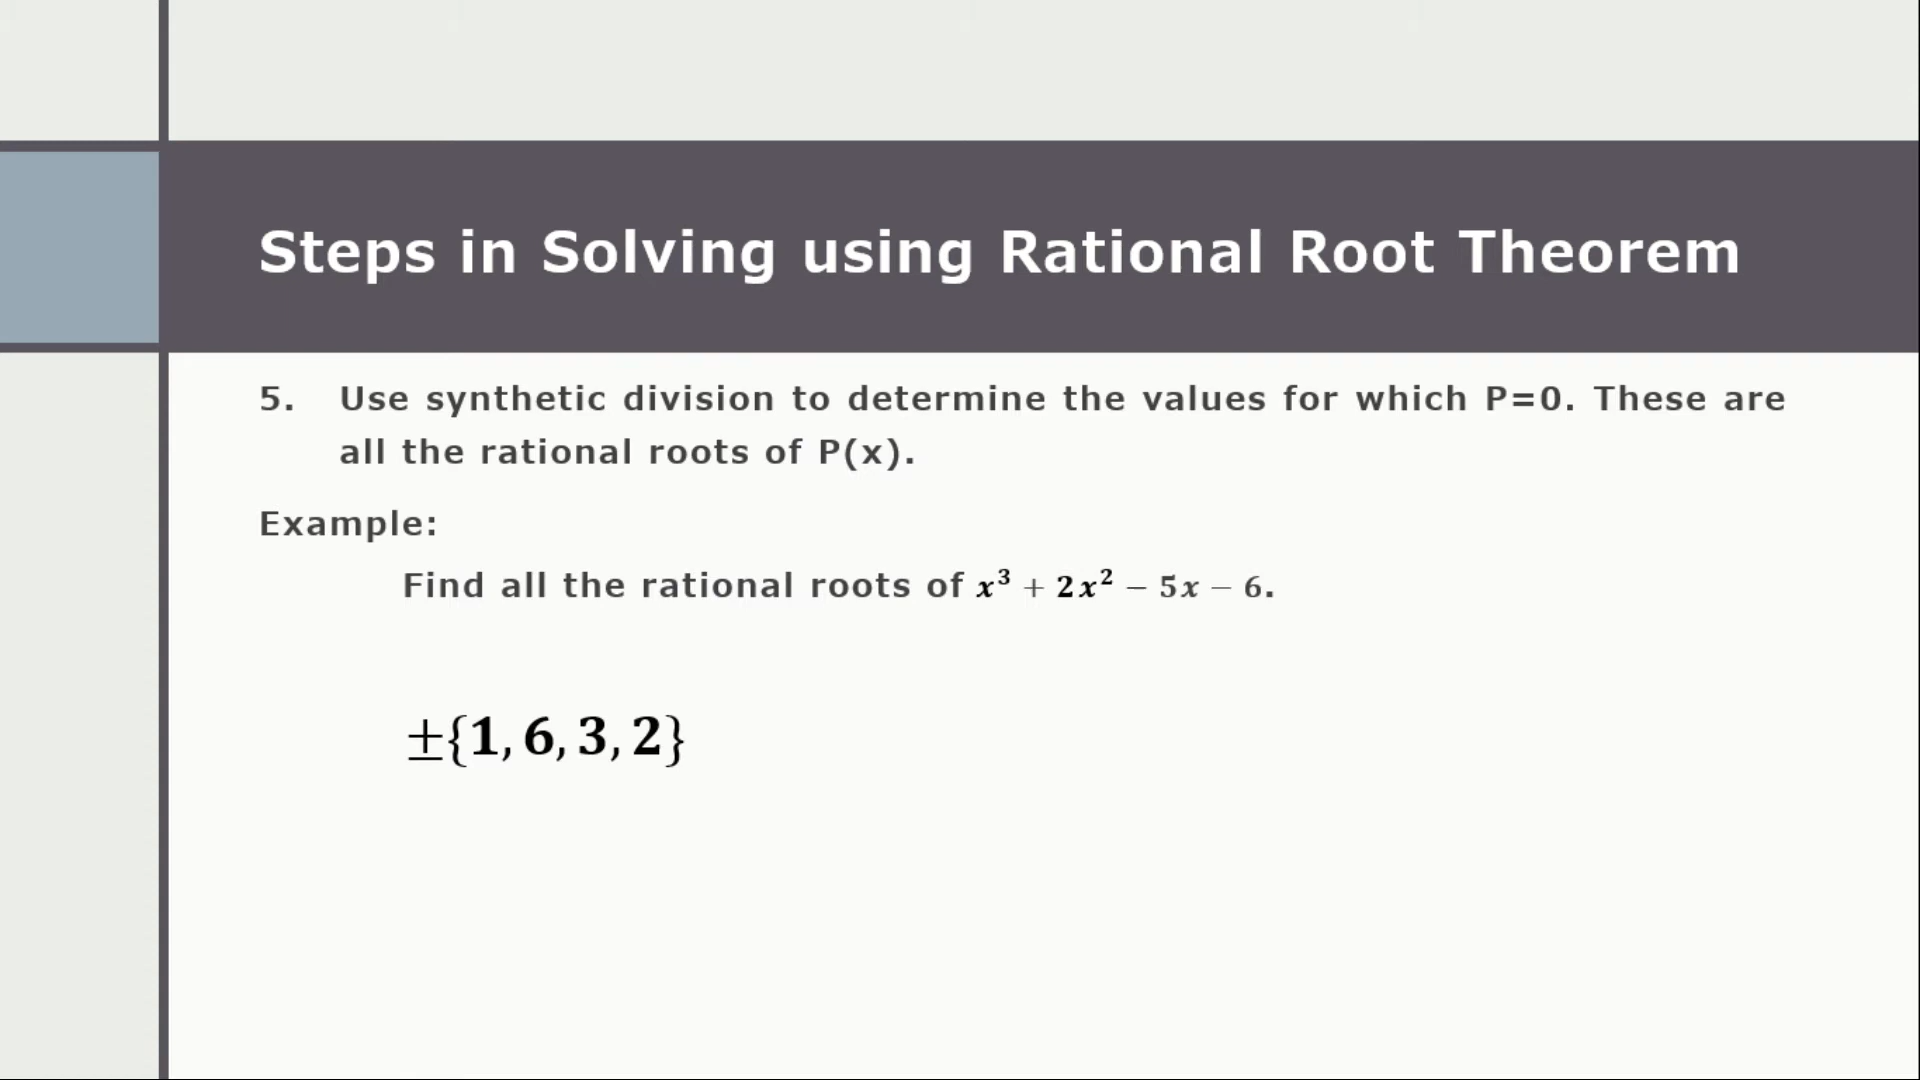 Steps in Solving using Rational Root Theorem
5. Use synthetic division to determine the values for which P=0. These are
all the rational roots of P(x).
Example:
Find all the rational roots of x³ + 2x² − 5x − 6.
±{1, 6, 3, 2}